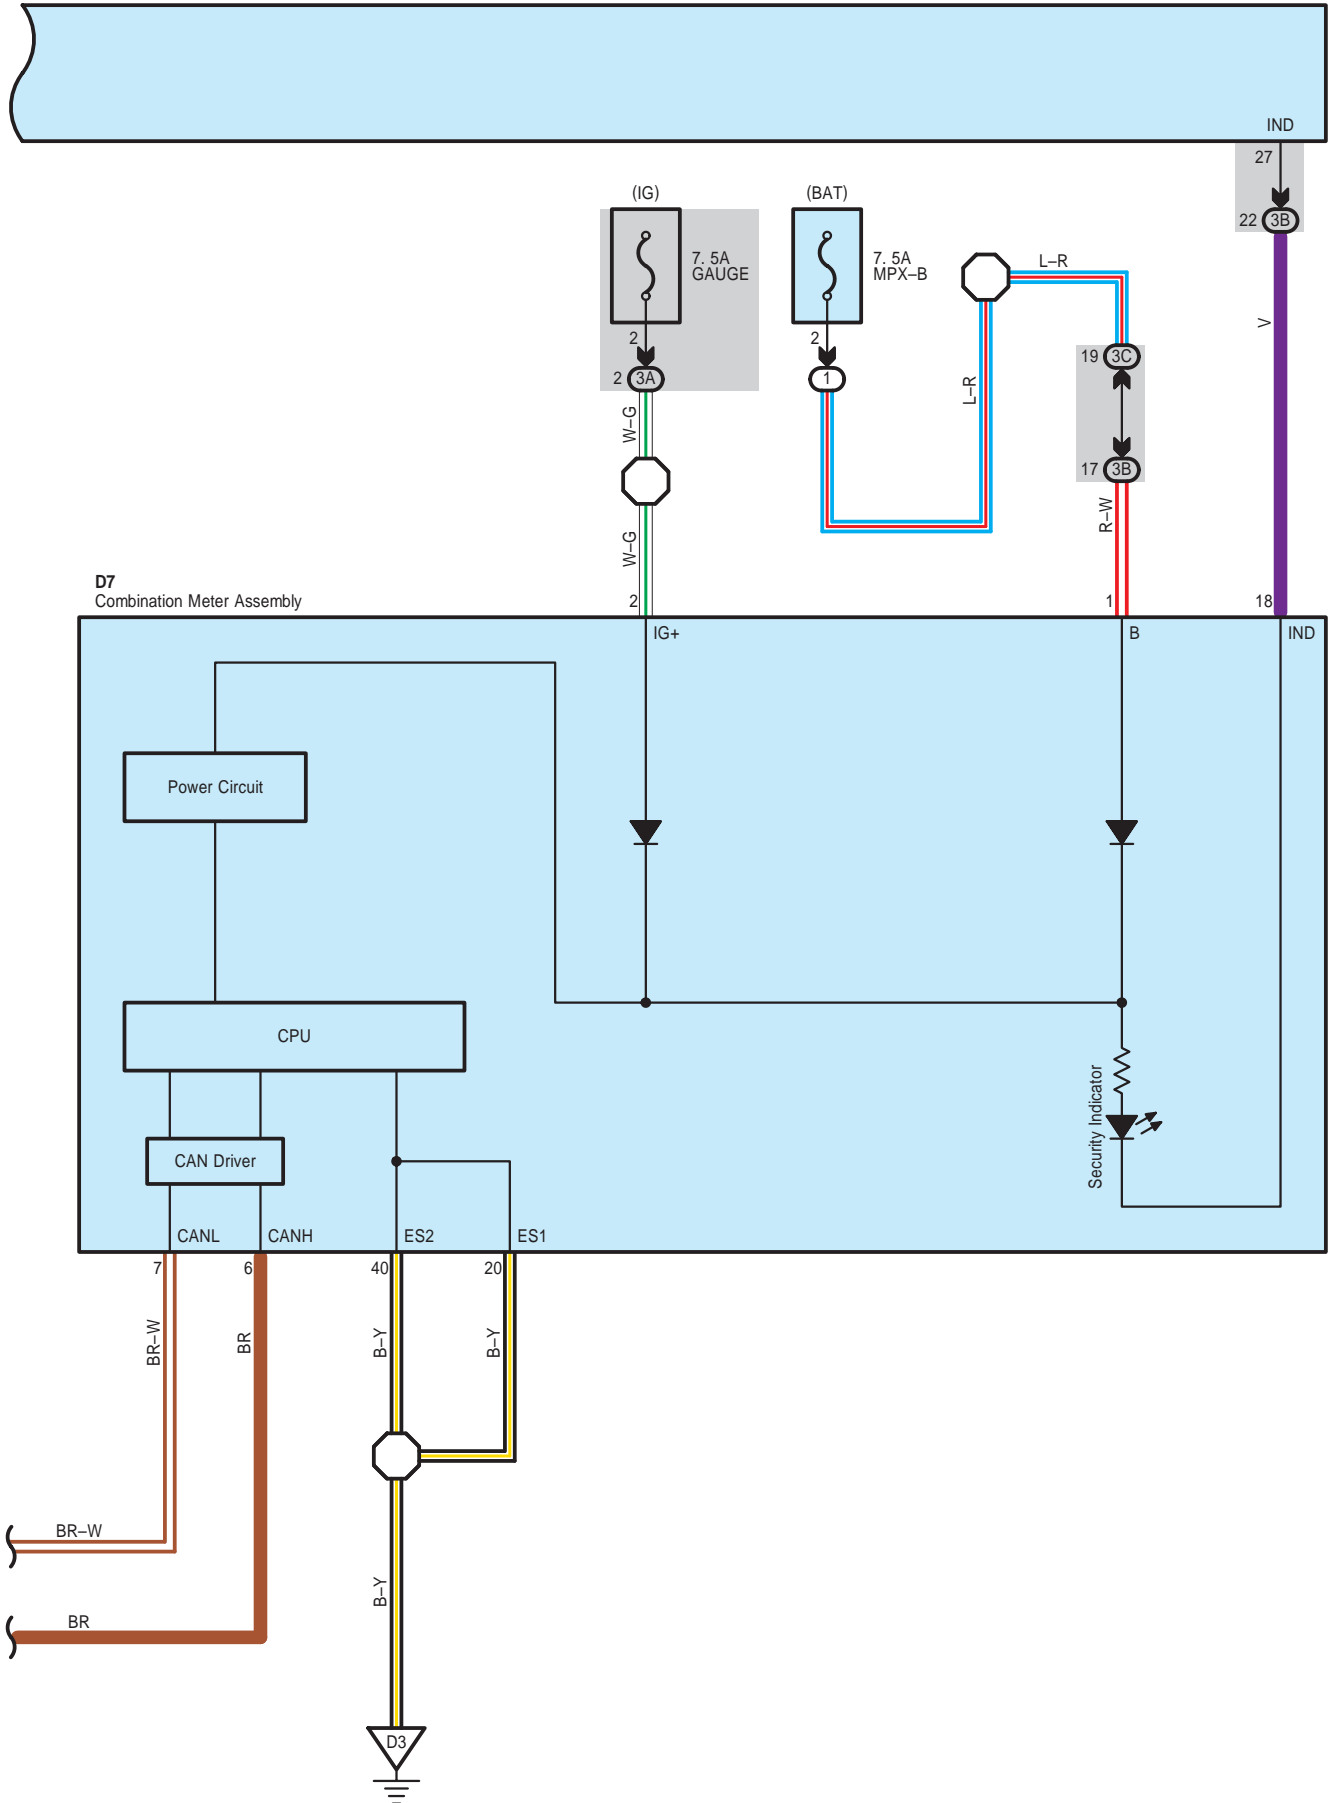 IND
27
22 3B
(IG)
(BAT)
7. 5A
GAUGE
7. 5A
MPX–B
2
2 3A
2
1
L–R
L–R
19 3C
17 3B
V
W–G
W–G
R–W
D7
Combination Meter Assembly
2
1
18
IG+
B
IND
Power Circuit
CPU
Security Indicator
CAN Driver
CANL
CANH
ES2
ES1
7
6
40
20
BR–W
BR
B–Y
B–Y
BR–W
B–Y
BR
D3